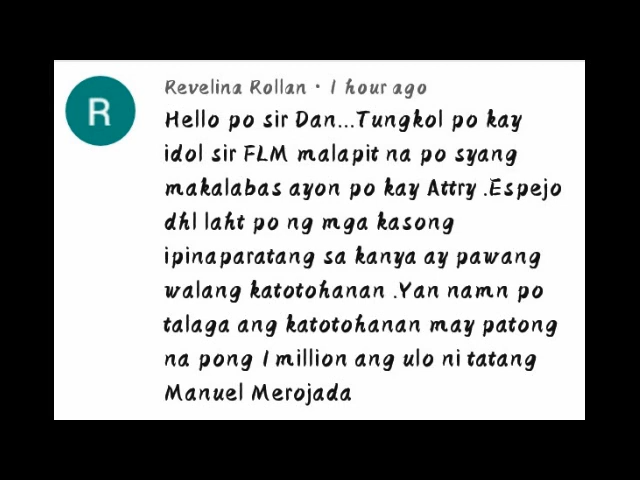 R
Revelina Rollan · 1 hour ago
Hello po sir Dan...Tungkol po kay
idol sir FLM malapit na po syang
makalabas ayon po kay Attry .Espejo
dhl laht po ng mga kasong
ipinaparatang sa kanya ay pawang
walang katotohanan .Yan namn po
talaga ang katotohanan may patong
na pong 1 million ang ulo ni tatang
Manuel Merojada